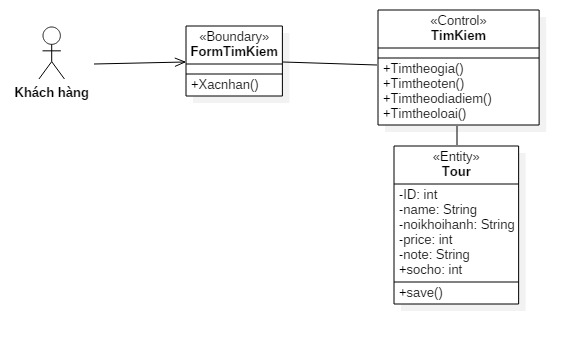 Khách hàng
«Boundary»
FormTimKiem
+Xacnhan()
«Control»
TimKiem
+Timtheogia()
+Timtheoten()
+Timtheodiadiem()
+Timtheoloai()
«Entity»
Tour
-ID: int
-name: String
-noikhoihanh: String
-price: int
-note: String
+socho: int
+save()